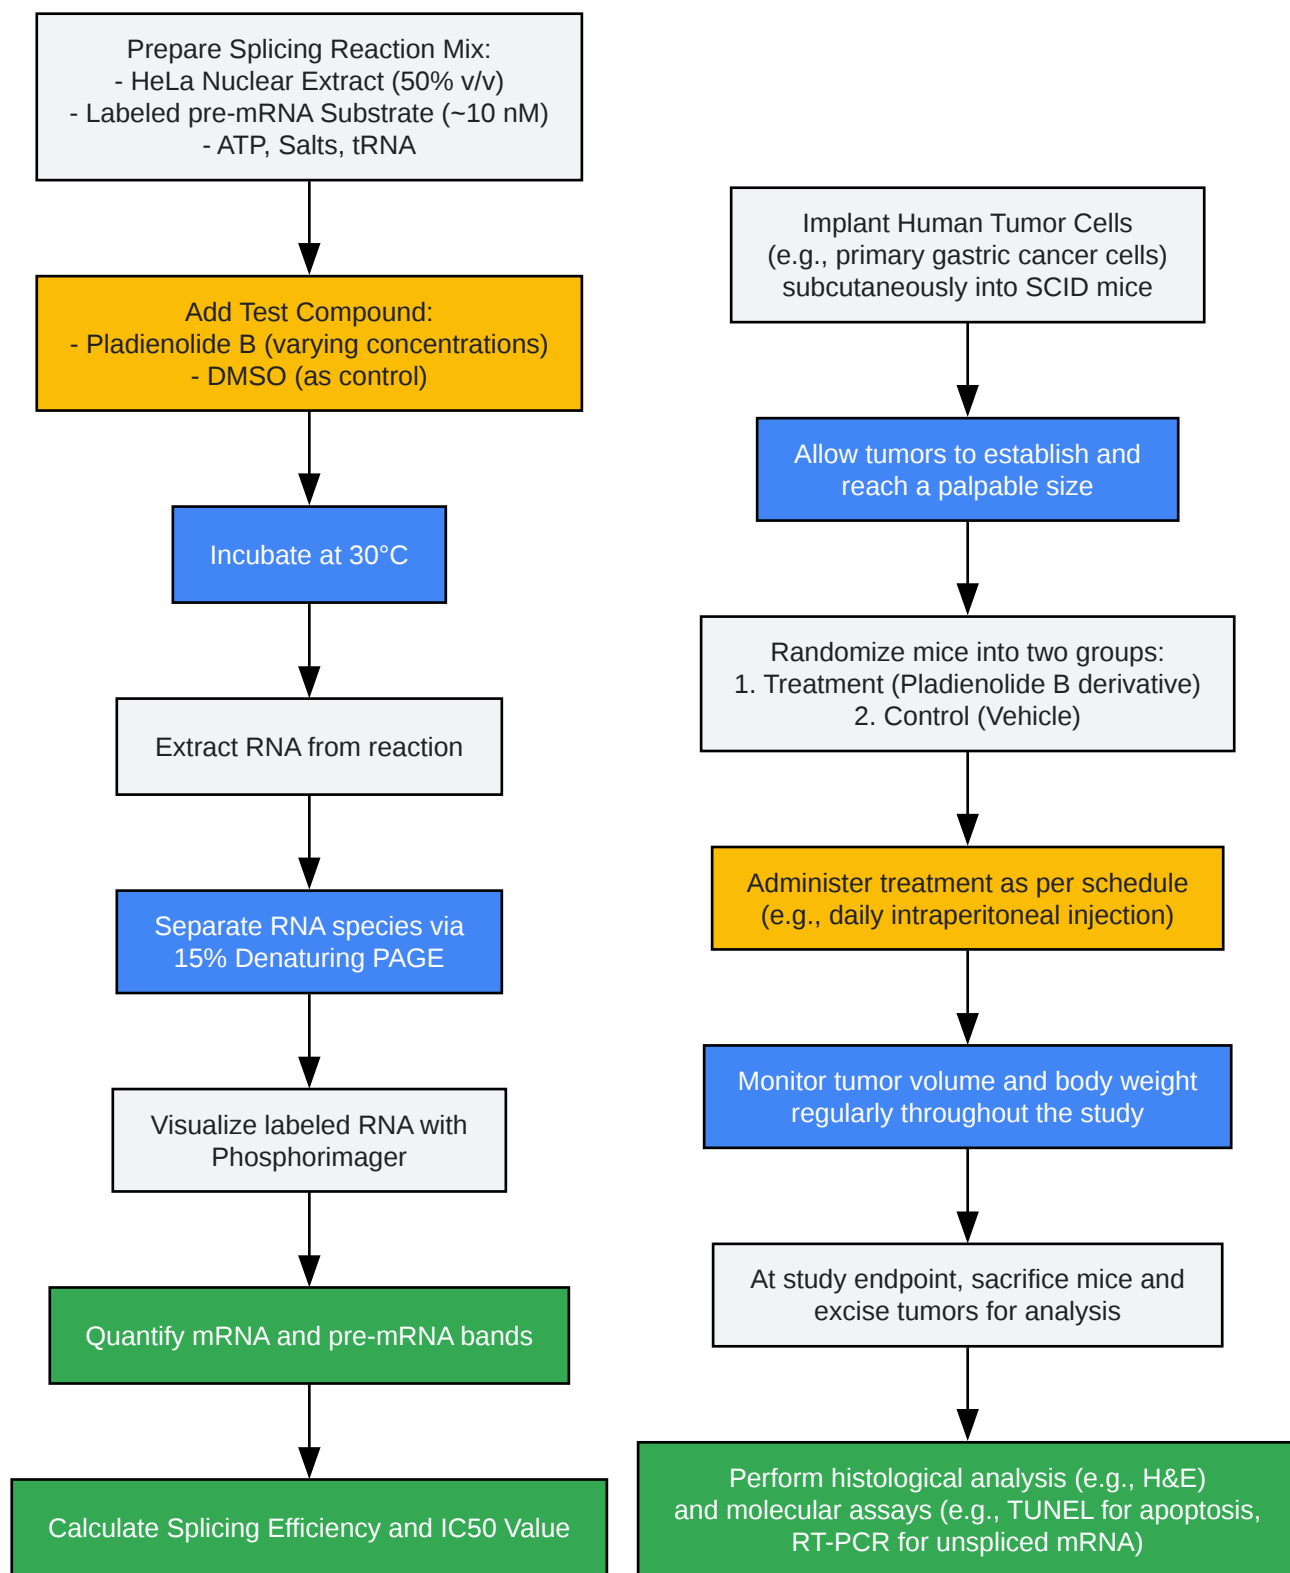 Prepare Splicing Reaction Mix:
- HeLa Nuclear Extract (50% v/v)
- Labeled pre-mRNA Substrate (~10 nM)
- ATP, Salts, tRNA
Add Test Compound:
- Pladienolide B (varying concentrations)
- DMSO (as control)
Incubate at 30°C
Extract RNA from reaction
Separate RNA species via
15% Denaturing PAGE
Visualize labeled RNA with
Phosphorimager
Quantify mRNA and pre-mRNA bands
Calculate Splicing Efficiency and IC50 Value
Implant Human Tumor Cells
(e.g., primary gastric cancer cells)
subcutaneously into SCID mice
Allow tumors to establish and
reach a palpable size
Randomize mice into two groups:
1. Treatment (Pladienolide B derivative)
2. Control (Vehicle)
Administer treatment as per schedule
(e.g., daily intraperitoneal injection)
Monitor tumor volume and body weight
regularly throughout the study
At study endpoint, sacrifice mice and
excise tumors for analysis
Perform histological analysis (e.g., H&E)
and molecular assays (e.g., TUNEL for apoptosis,
RT-PCR for unspliced mRNA)